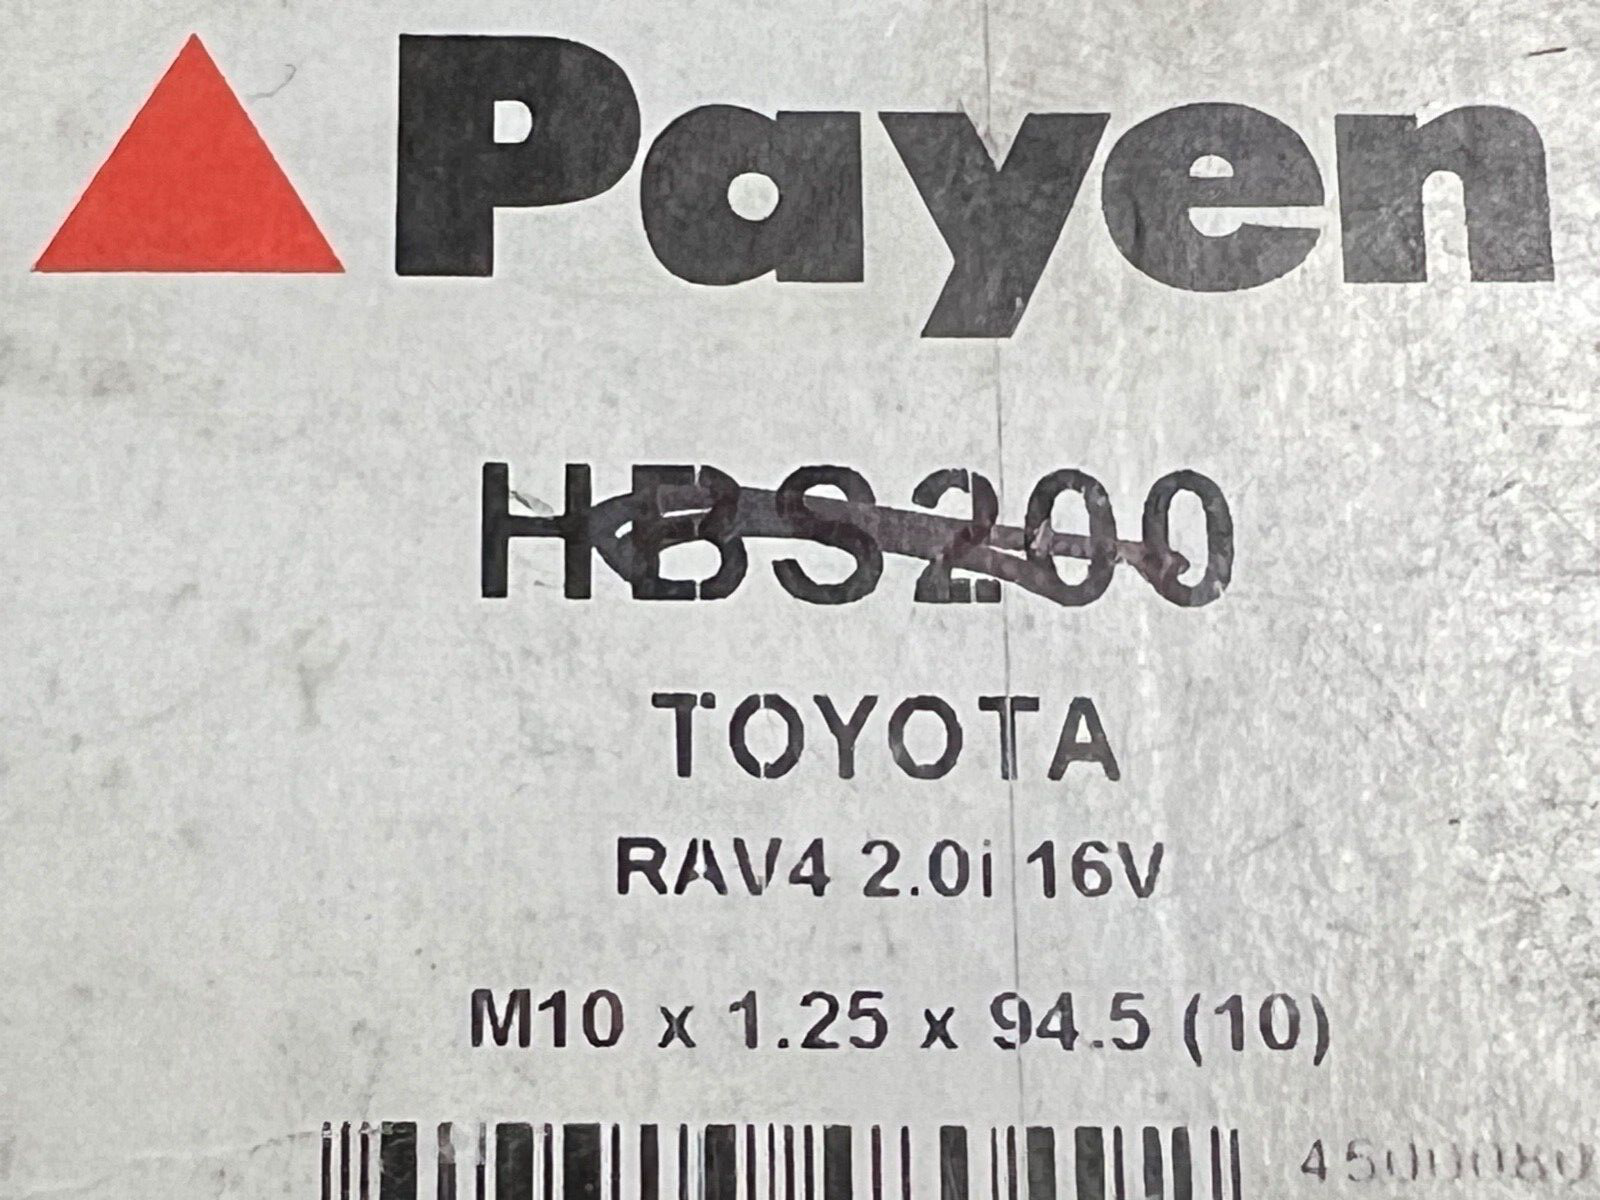 Payen
HBS200
TOYOTA
RAV4 2.0i 16V
M10 x 1.25 x 94.5 (10)